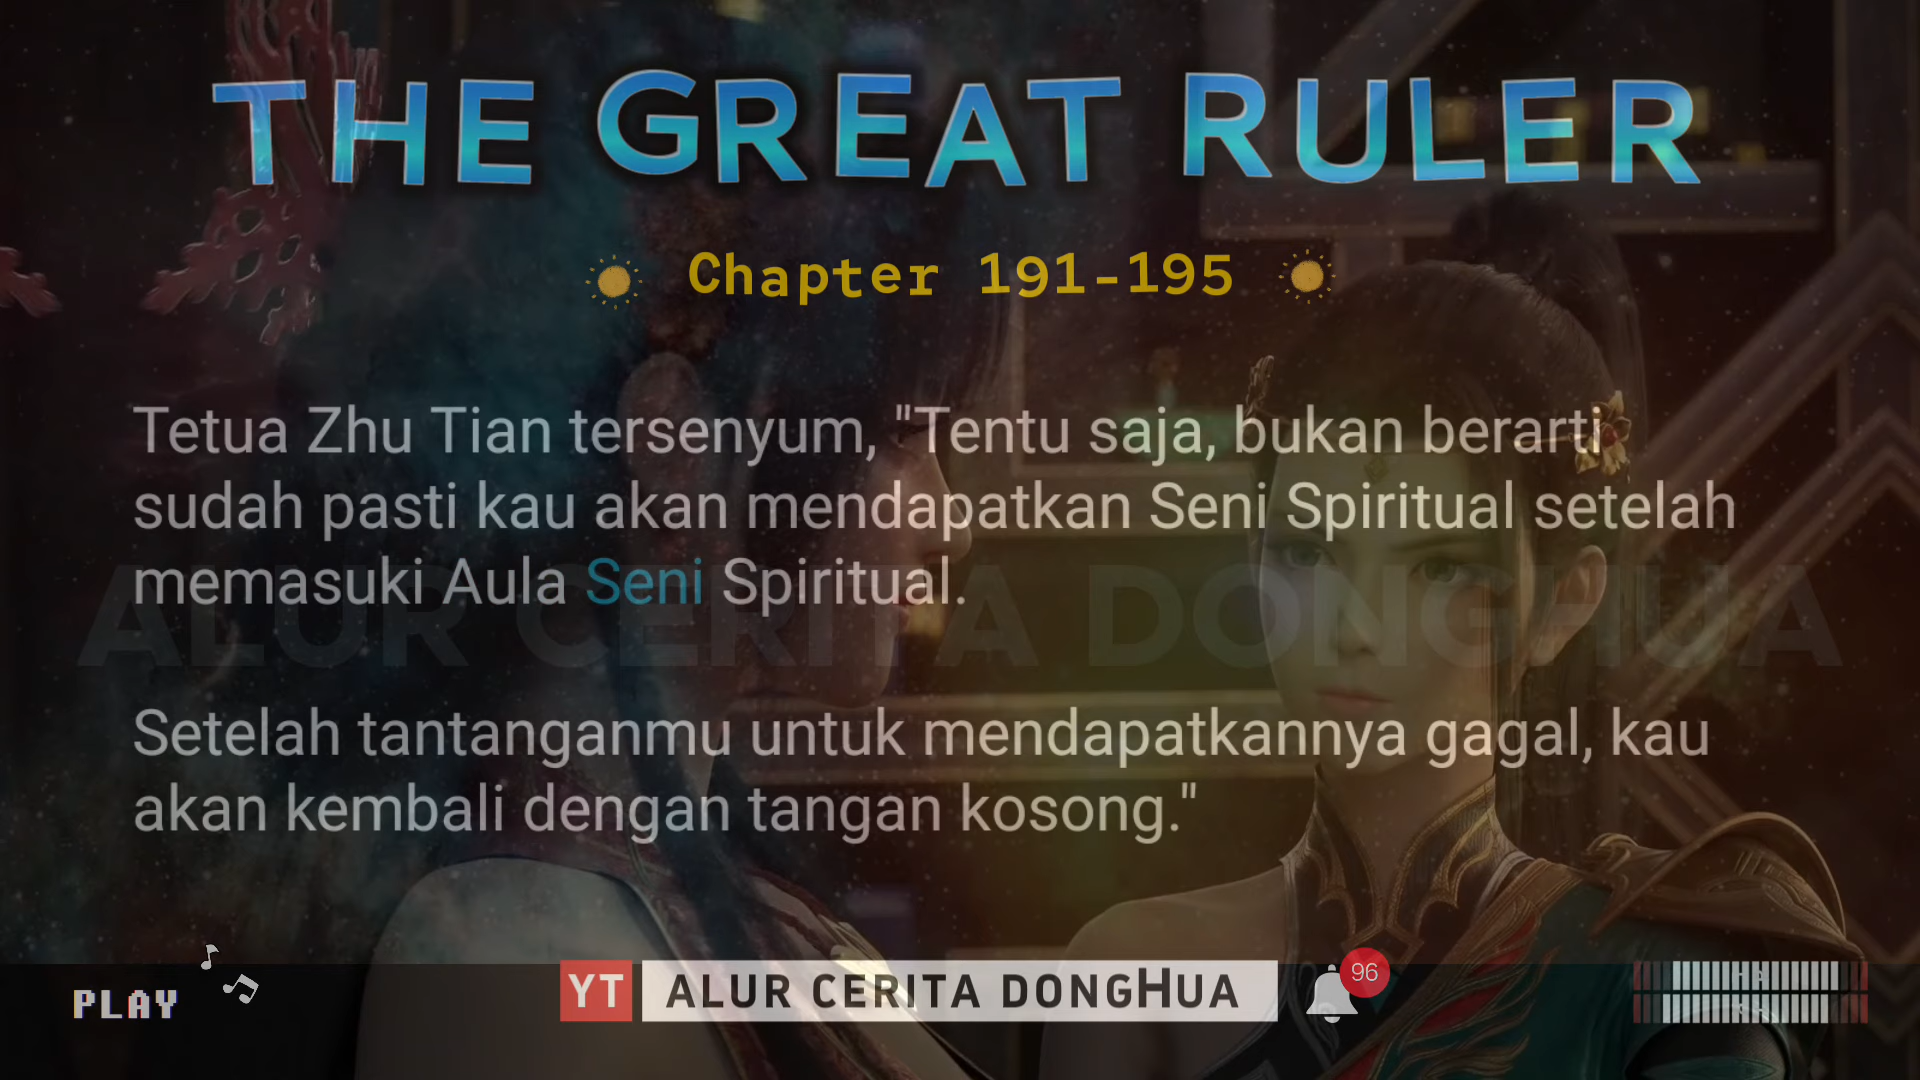 THE GREAT RULER
Chapter 191-195
Tetua Zhu Tian tersenyum, "Tentu saja, bukan berarti
sudah pasti kau akan mendapatkan Seni Spiritual setelah
memasuki Aula Seni Spiritual.
ALUR CERITA DONGHUA
Setelah tantanganmu untuk mendapatkannya gagal, kau
akan kembali dengan tangan kosong."
PLAY
YT ALUR CERITA DONGHUA
96